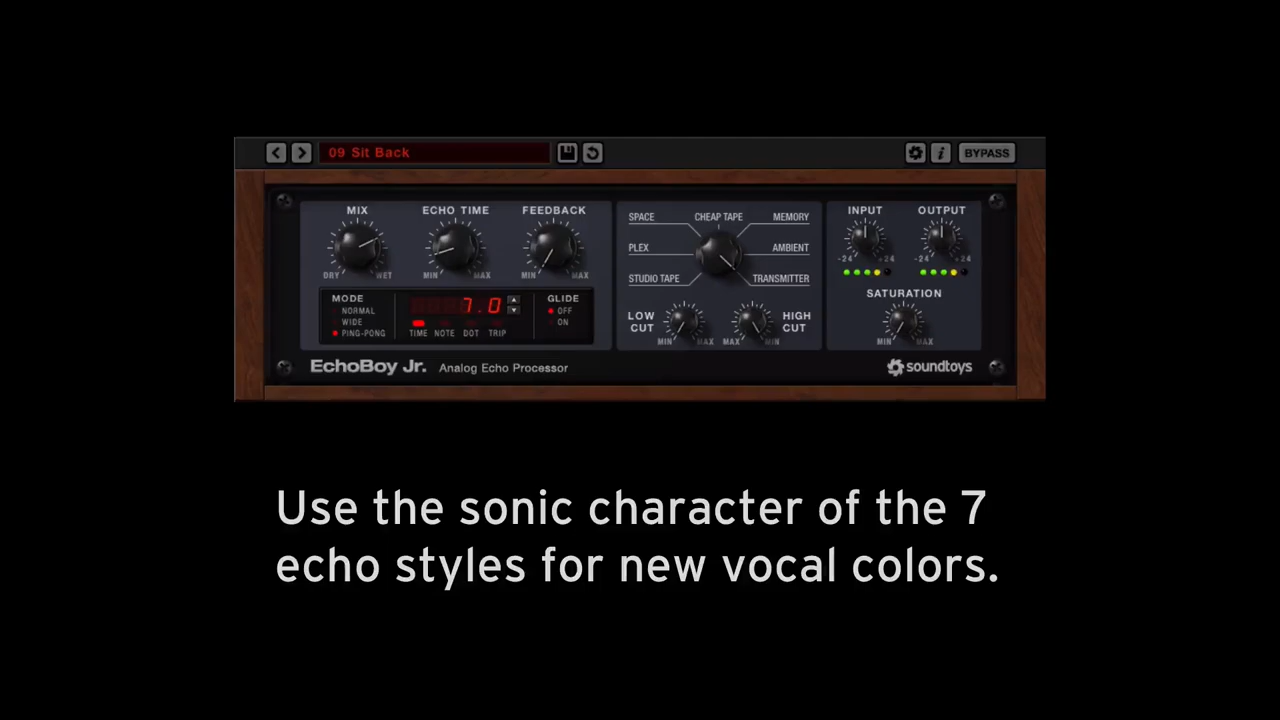 09 Sit Back
i
BYPASS
MIX
ECHO TIME
FEEDBACK
DRY
WET
MIN
MAX
MIN
MAX
MODE
NORMAL
WIDE
PING-PONG
7.0
TIME
NOTE
DOT
TRIP
GLIDE
OFF
ON
SPACE
CHEAP TAPE
MEMORY
PLEX
AMBIENT
STUDIO TAPE
TRANSMITTER
LOW
CUT
MIN
MAX
MAX
MIN
HIGH
CUT
INPUT
OUTPUT
-24
+24
-24
+24
SATURATION
MIN
MAX
EchoBoy Jr. Analog Echo Processor
soundtoys
Use the sonic character of the 7
echo styles for new vocal colors.